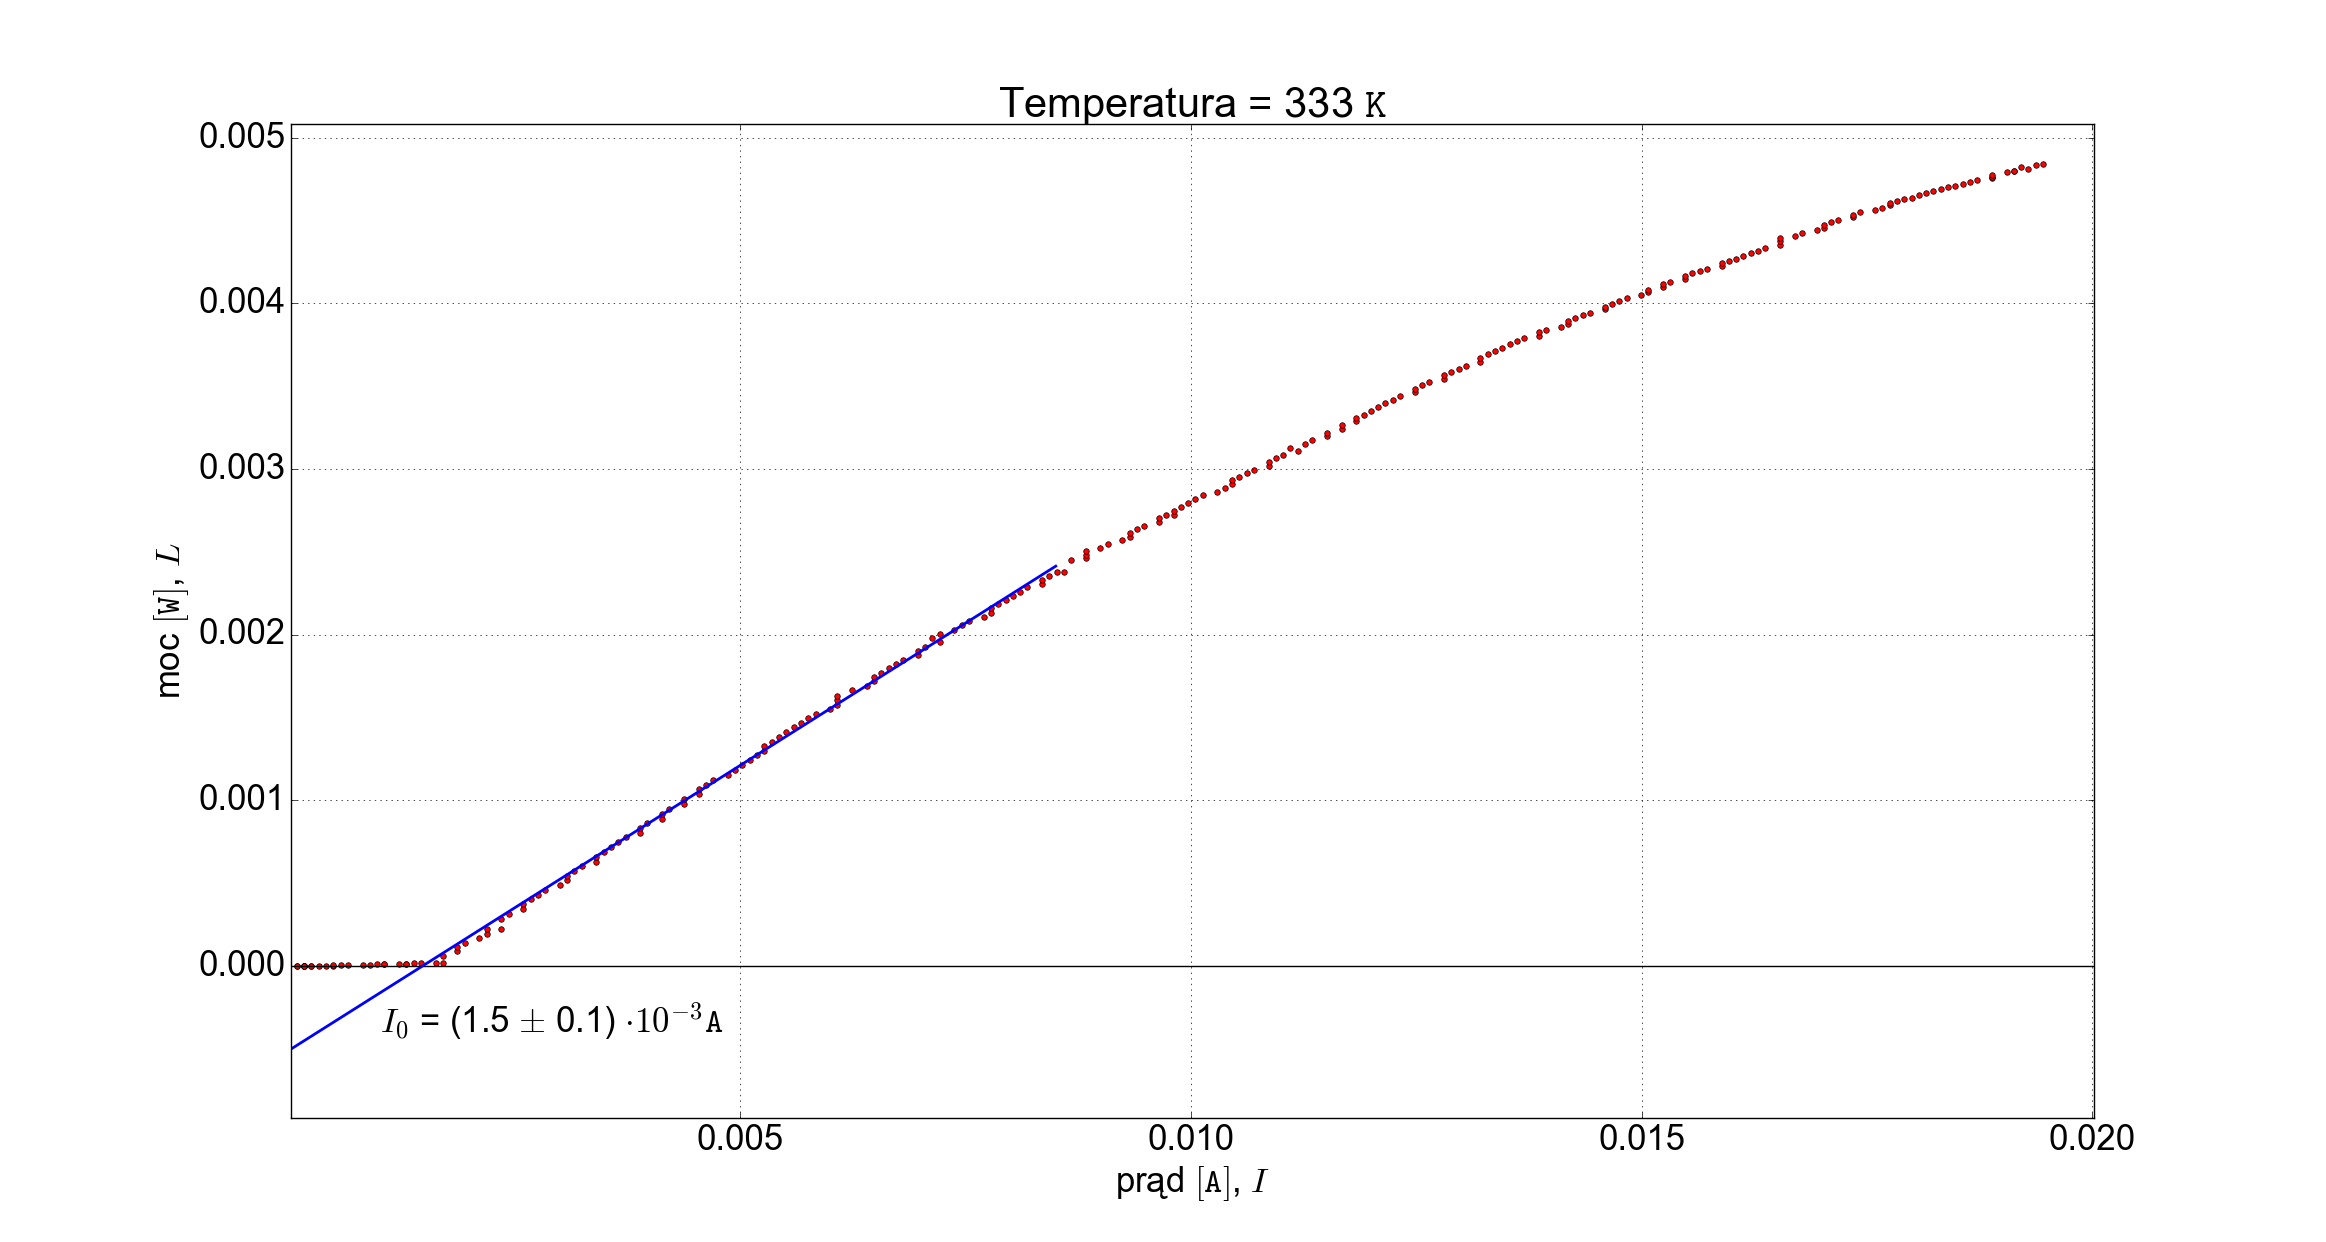 Temperatura = 333 K
0.005
0.004
0.003
0.002
0.001
0.000
moc [W], L
I₀ = (1.5 ± 0.1) ·10⁻³A
0.005 0.010 0.015 0.020
prąd [A], I